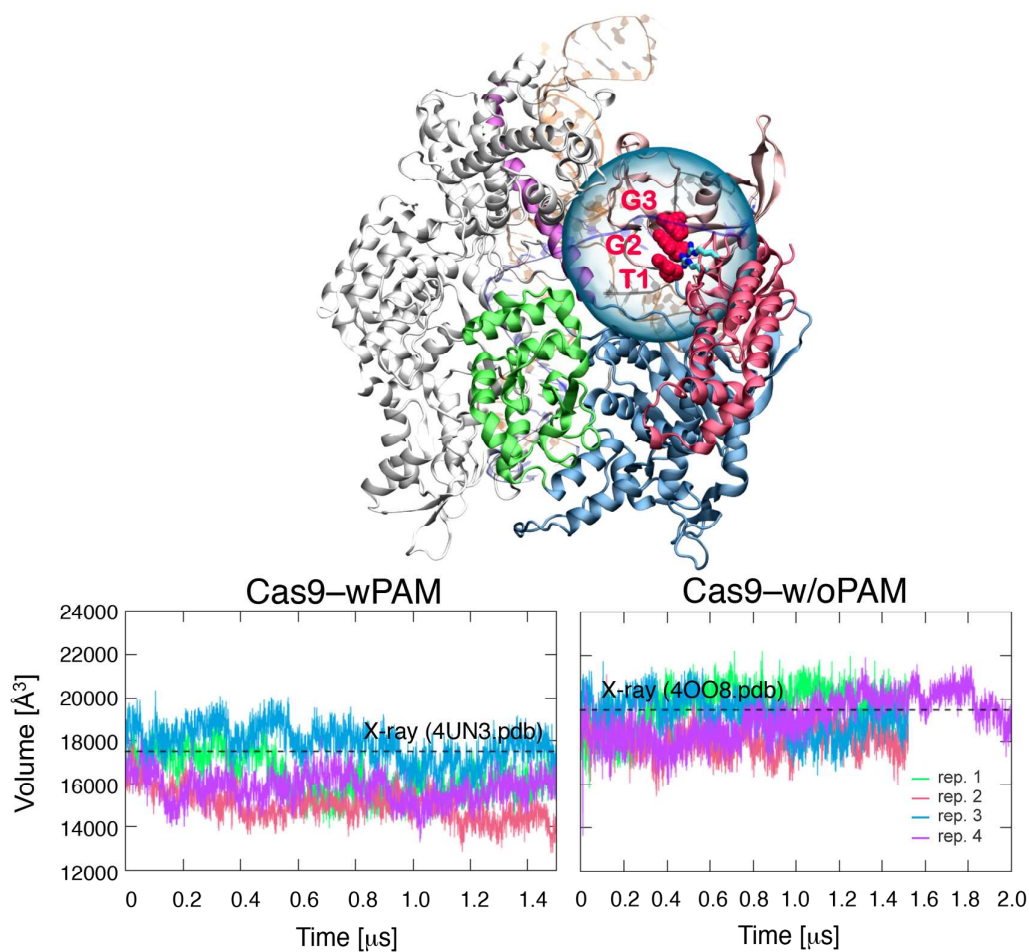 G3
G2
T1
Cas9–wPAM
Cas9–w/oPAM
24000
22000
20000
18000
16000
14000
12000
Volume [Å³]
X-ray (4UN3.pdb)
X-ray (4OO8.pdb)
rep. 1
rep. 2
rep. 3
rep. 4
0 0.2 0.4 0.6 0.8 1.0 1.2 1.4
0 0.2 0.4 0.6 0.8 1.0 1.2 1.4 1.6 1.8 2.0
Time [μs]
Time [μs]